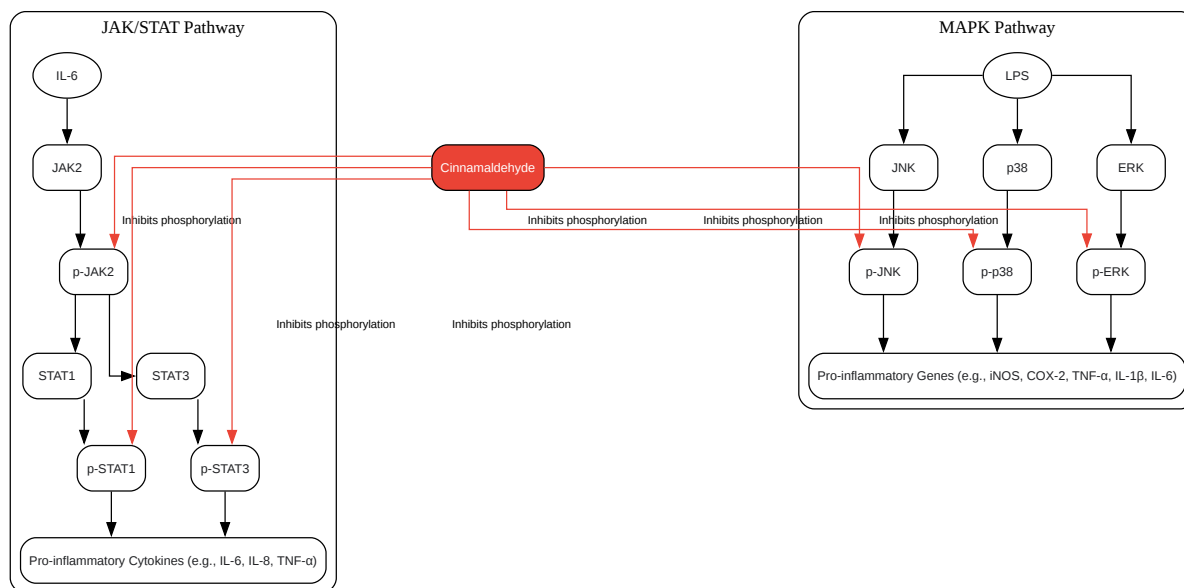 JAK/STAT Pathway
MAPK Pathway
IL-6
LPS
JAK2
Cinnamaldehyde
JNK
p38
ERK
Inhibits phosphorylation
Inhibits phosphorylation
Inhibits phosphorylation
Inhibits phosphorylation
p-JAK2
p-JNK
p-p38
p-ERK
Inhibits phosphorylation
Inhibits phosphorylation
STAT1
STAT3
Pro-inflammatory Genes (e.g., iNOS, COX-2, TNF-α, IL-1β, IL-6)
p-STAT1
p-STAT3
Pro-inflammatory Cytokines (e.g., IL-6, IL-8, TNF-α)